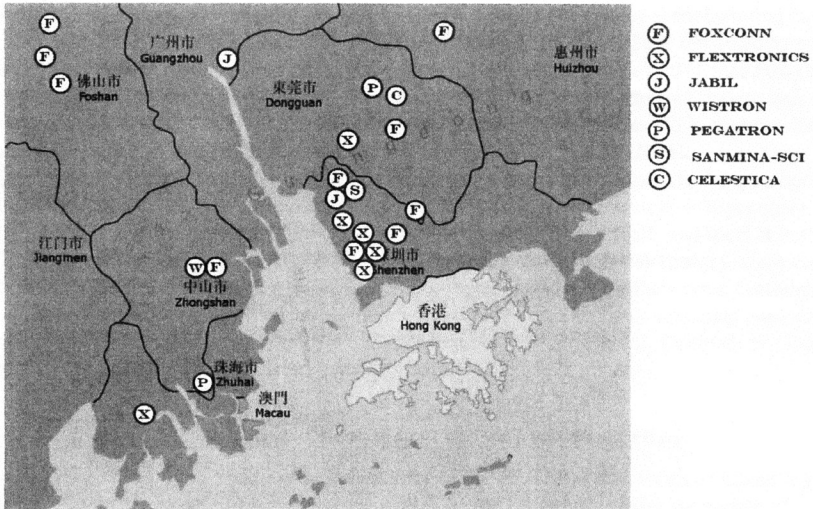 F
F
F
佛山市
Foshan
广州市
Guangzhou
J
F
惠州市
Huizhou
東莞市
Dongguan
P
C
F
X
F
S
J
F
X
X
F
F
X
圳市
Shenzhen
X
江门市
Jiangmen
W
F
中山市
Zhongshan
香港
Hong Kong
珠海市
Zhuhai
P
澳門
Macau
X
F FOXCONN
X FLEXTRONICS
J JABIL
W WISTRON
P PEGATRON
S SANMINA-SCI
C CELESTICA